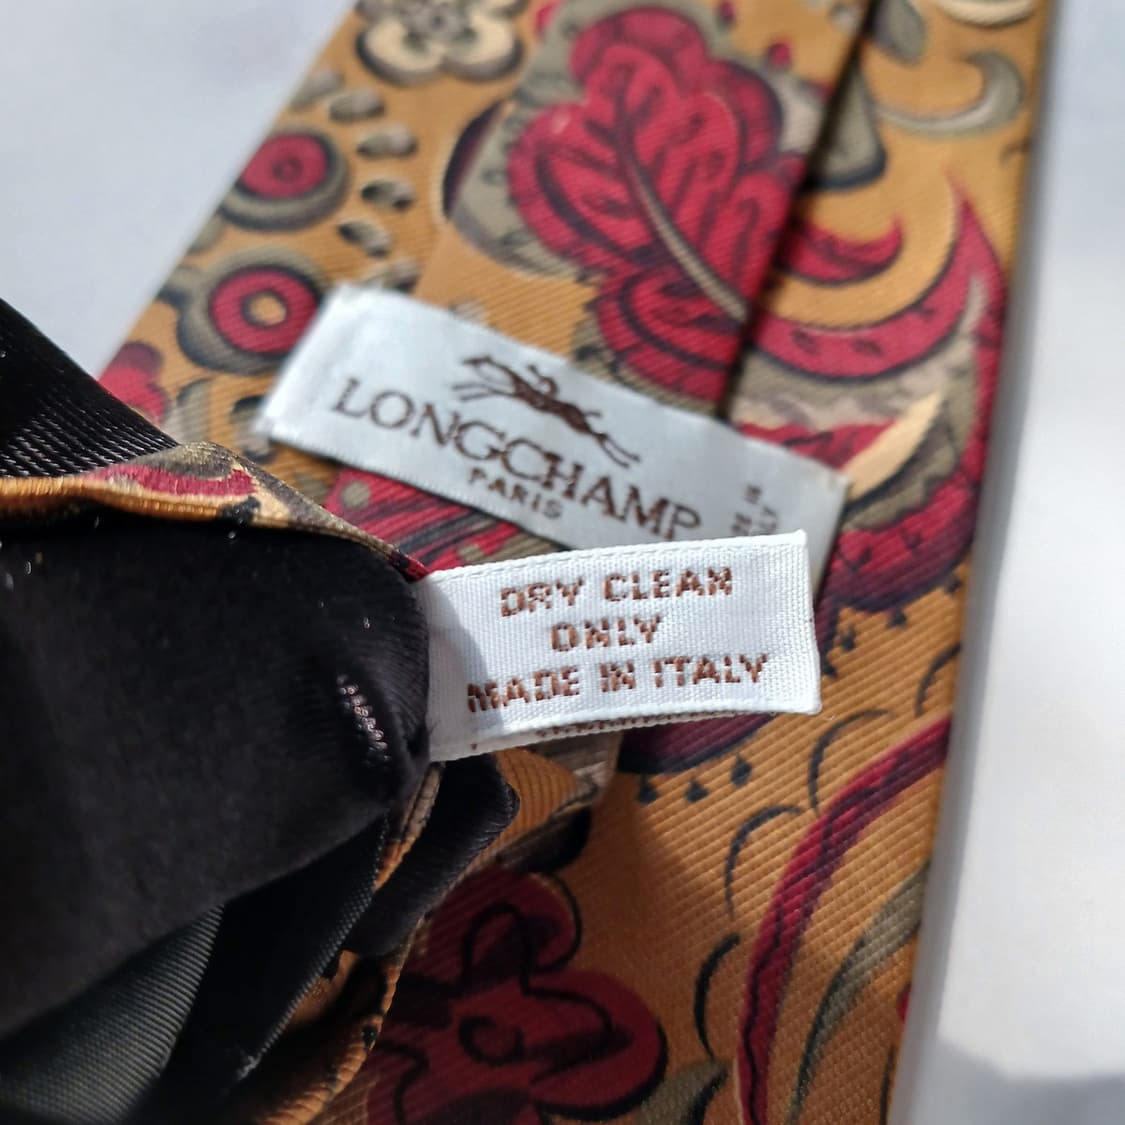 LONGCHAMP
PARIS
DRY CLEAN
ONLY
MADE IN ITALY